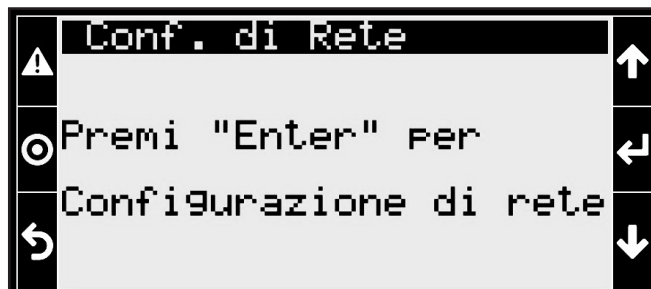 Conf. di Rete
Premi "Enter" per
Configurazione di rete